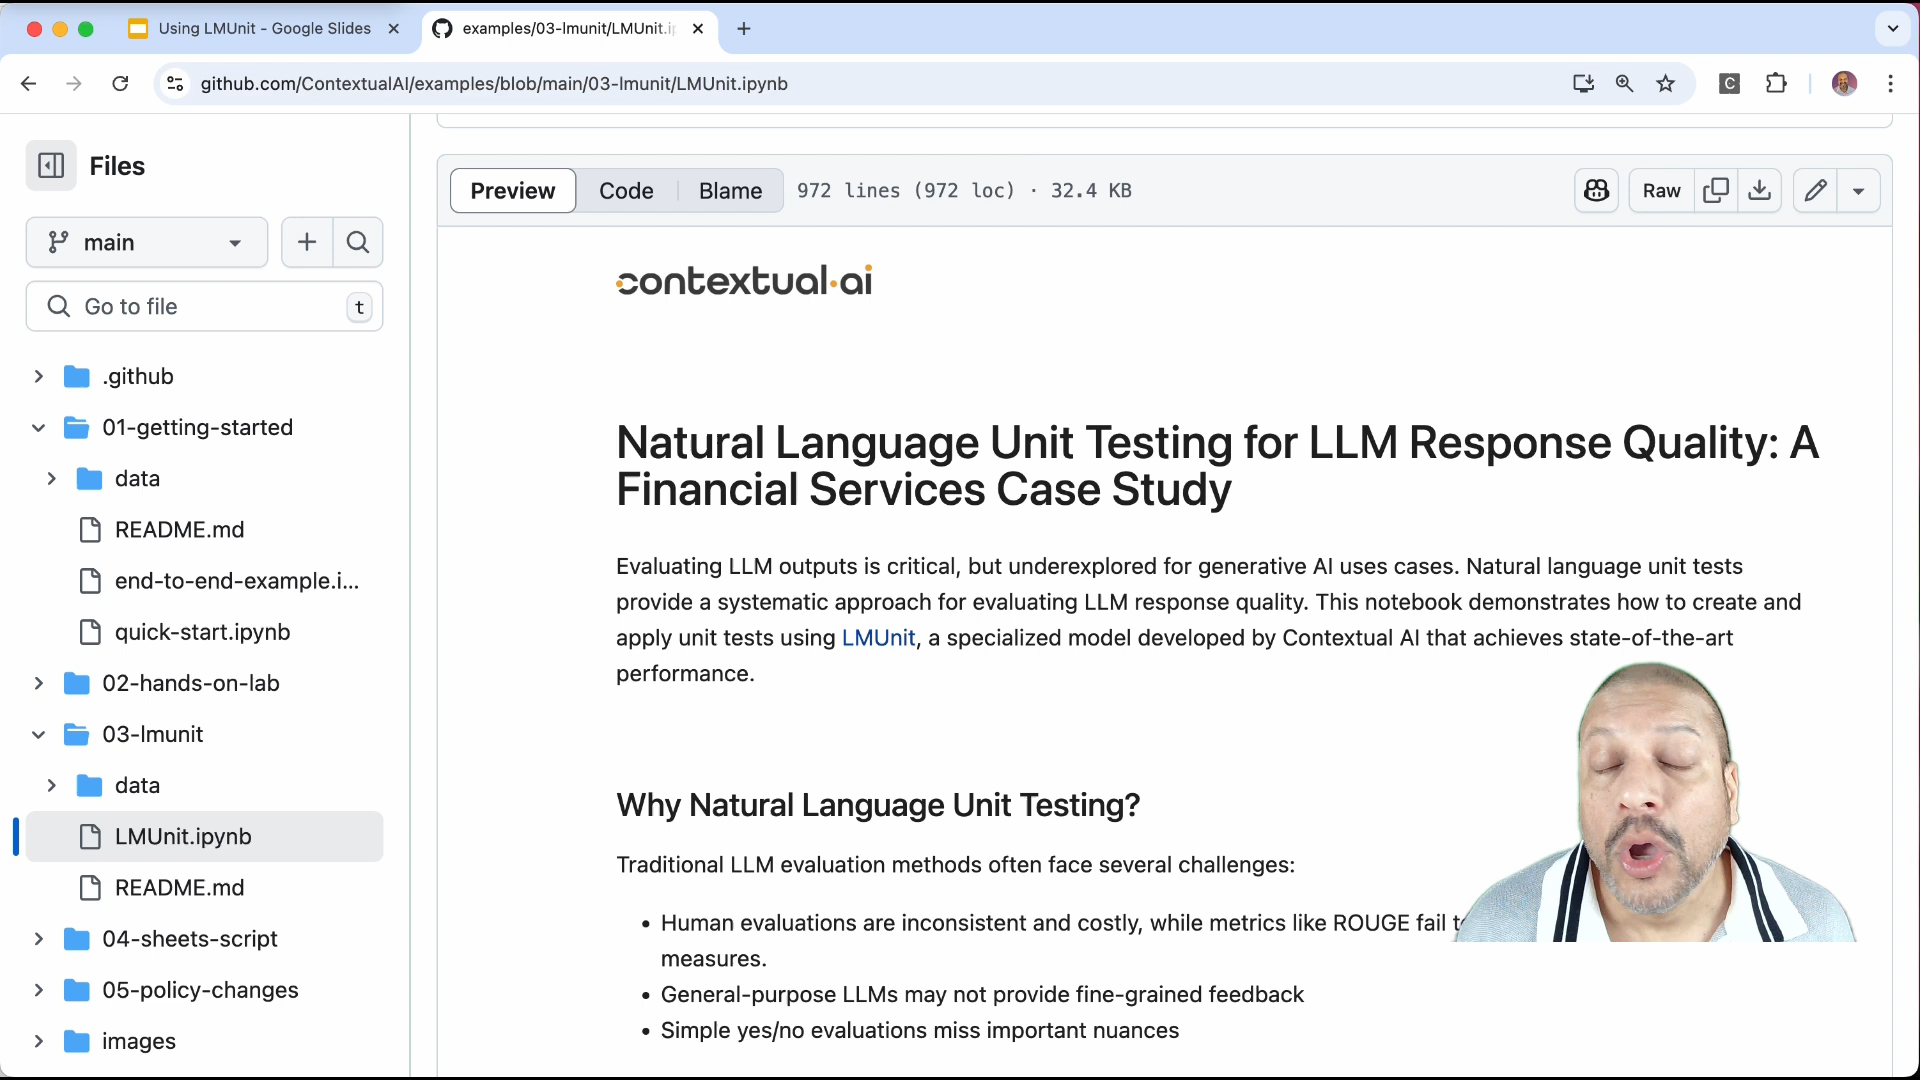 Using LMUnit - Google Slides
examples/03-lmunit/LMUnit.i
github.com/ContextualAI/examples/blob/main/03-lmunit/LMUnit.ipynb
C
Files
main
Go to file
t
.github
01-getting-started
data
README.md
end-to-end-example.i...
quick-start.ipynb
02-hands-on-lab
03-lmunit
data
LMUnit.ipynb
README.md
04-sheets-script
05-policy-changes
images
Preview
Code
Blame
972 lines (972 loc) · 32.4 KB
Raw
contextual·ai
Natural Language Unit Testing for LLM Response Quality: A
Financial Services Case Study
Evaluating LLM outputs is critical, but underexplored for generative AI uses cases. Natural language unit tests
provide a systematic approach for evaluating LLM response quality. This notebook demonstrates how to create and
apply unit tests using LMUnit, a specialized model developed by Contextual AI that achieves state-of-the-art
performance.
Why Natural Language Unit Testing?
Traditional LLM evaluation methods often face several challenges:
• Human evaluations are inconsistent and costly, while metrics like ROUGE fail
measures.
• General-purpose LLMs may not provide fine-grained feedback
• Simple yes/no evaluations miss important nuances